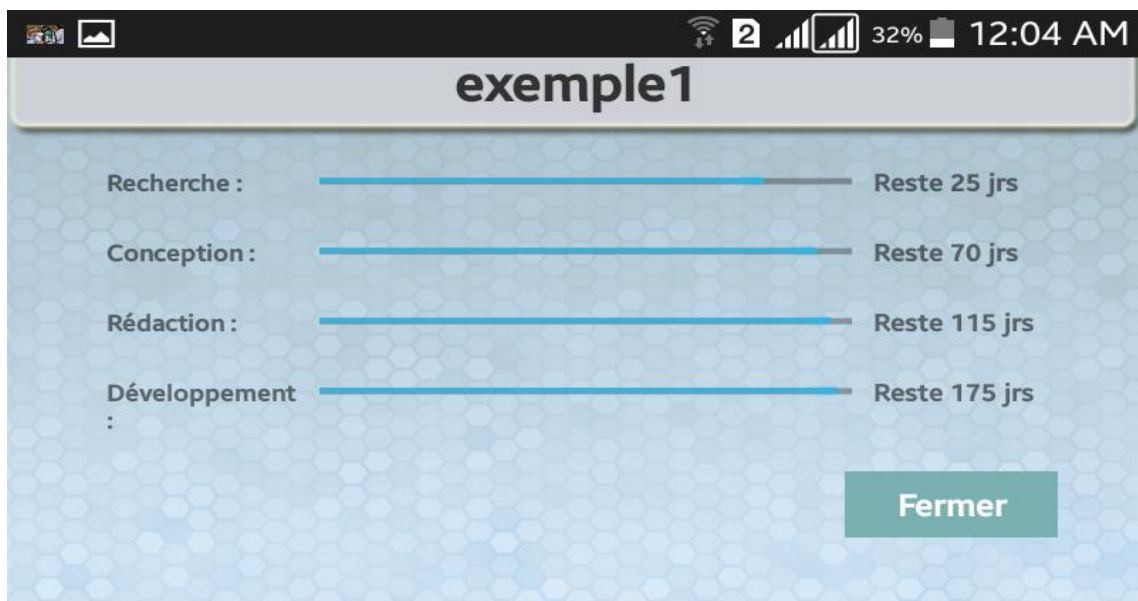 2 32% 12:04 AM
exemple1
Recherche : Reste 25 jrs
Conception : Reste 70 jrs
Rédaction : Reste 115 jrs
Développement Reste 175 jrs
:
Fermer